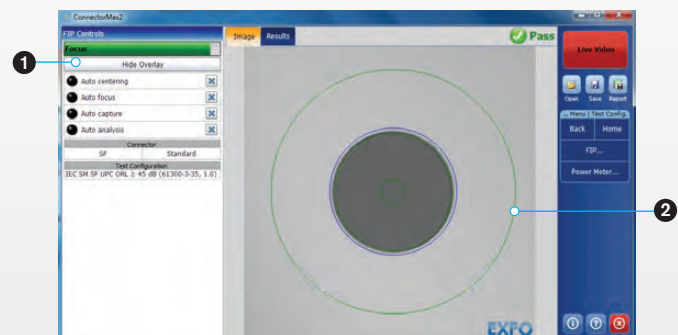 ConnectorMax2
FIP Controls
Focus
Hide Overlay
Auto centering
Auto focus
Auto capture
Auto analysis
Connector
SF Standard
Test Configuration
IEC SM SF UPC ORL ≥ 45 dB (61300-3-35, 1.0)
Image Results
Pass
Live Video
Open Save Report
... Menu | Test Config.
Back Home
FIP...
Power Meter...
EXFO
1
2